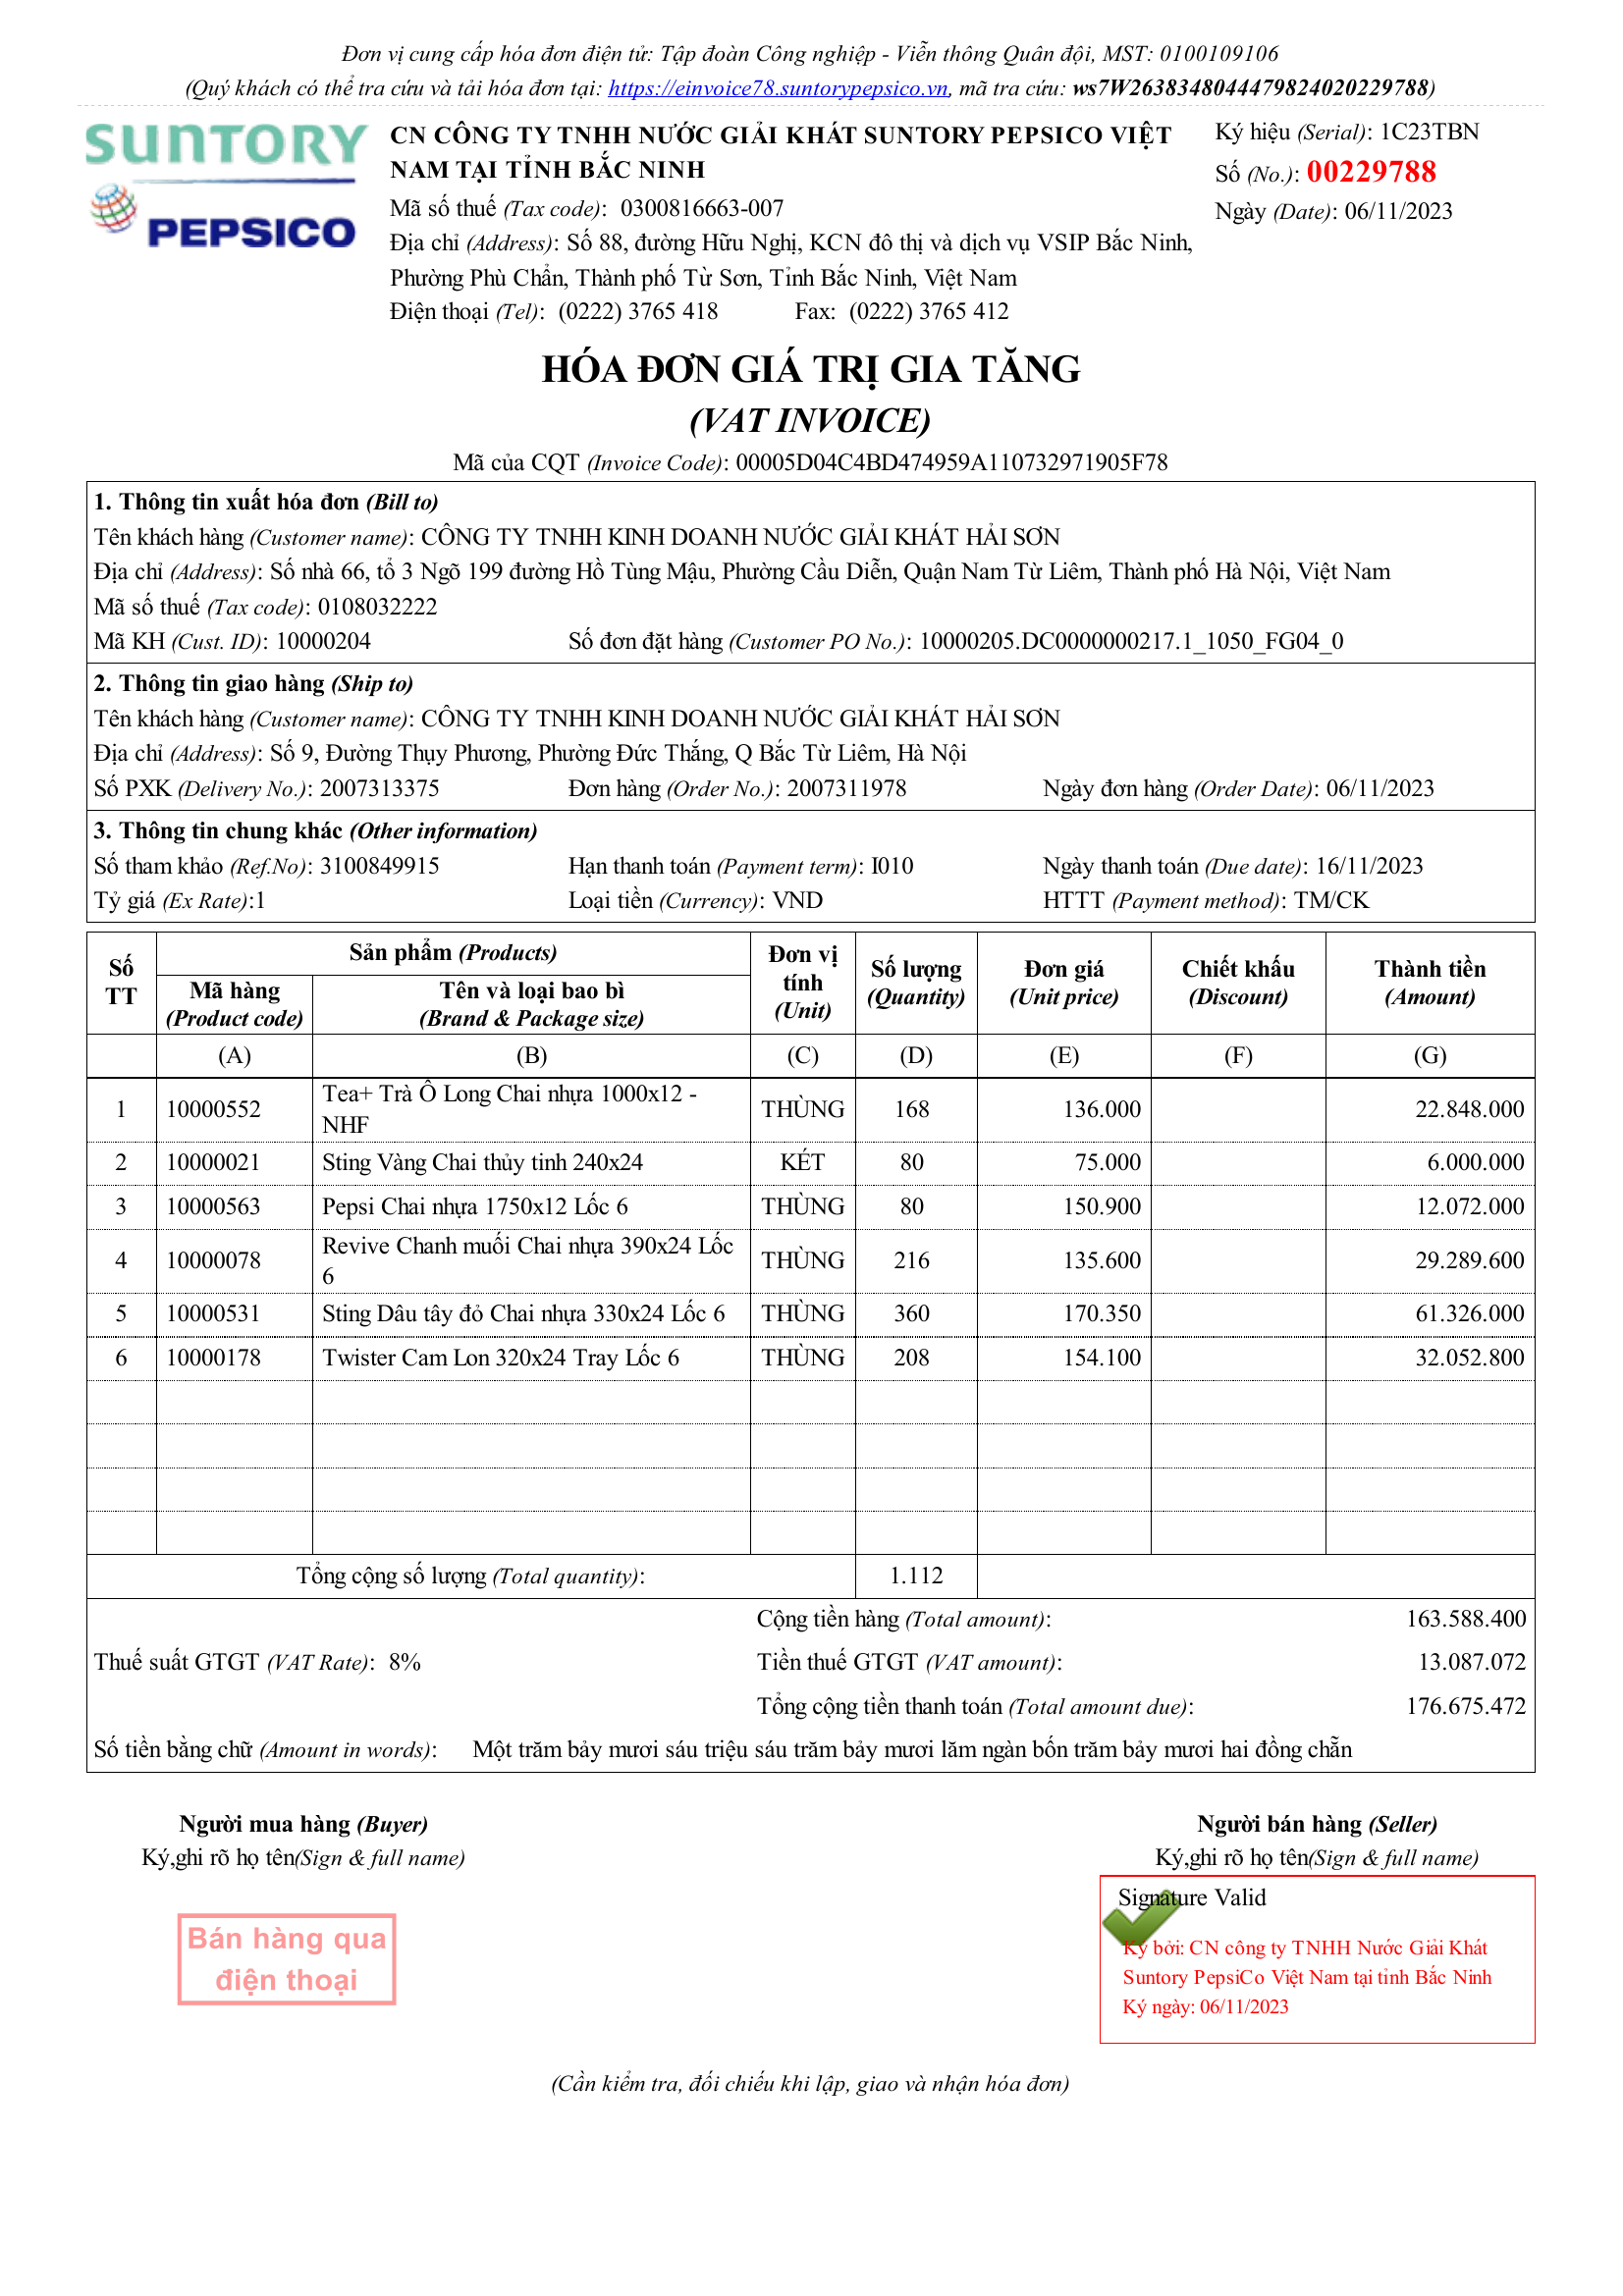 Đơn vị cung cấp hóa đơn điện tử: Tập đoàn Công nghiệp - Viễn thông Quân đội, MST: 0100109106
(Quý khách có thể tra cứu và tải hóa đơn tại: https://einvoice78.suntorypepsico.vn, mã tra cứu: ws7W2638348044479824020229788)
SUNTORY
PEPSICO
CN CÔNG TY TNHH NƯỚC GIẢI KHÁT SUNTORY PEPSICO VIỆT
NAM TẠI TỈNH BẮC NINH
Mã số thuế (Tax code): 0300816663-007
Địa chỉ (Address): Số 88, đường Hữu Nghị, KCN đô thị và dịch vụ VSIP Bắc Ninh,
Phường Phù Chẩn, Thành phố Từ Sơn, Tỉnh Bắc Ninh, Việt Nam
Điện thoại (Tel): (0222) 3765 418 Fax: (0222) 3765 412
Ký hiệu (Serial): 1C23TBN
Số (No.): 00229788
Ngày (Date): 06/11/2023
HÓA ĐƠN GIÁ TRỊ GIA TĂNG
(VAT INVOICE)
Mã của CQT (Invoice Code): 00005D04C4BD474959A110732971905F78
1. Thông tin xuất hóa đơn (Bill to)
Tên khách hàng (Customer name): CÔNG TY TNHH KINH DOANH NƯỚC GIẢI KHÁT HẢI SƠN
Địa chỉ (Address): Số nhà 66, tổ 3 Ngõ 199 đường Hồ Tùng Mậu, Phường Cầu Diễn, Quận Nam Từ Liêm, Thành phố Hà Nội, Việt Nam
Mã số thuế (Tax code): 0108032222
Mã KH (Cust. ID): 10000204 Số đơn đặt hàng (Customer PO No.): 10000205.DC0000000217.1_1050_FG04_0
2. Thông tin giao hàng (Ship to)
Tên khách hàng (Customer name): CÔNG TY TNHH KINH DOANH NƯỚC GIẢI KHÁT HẢI SƠN
Địa chỉ (Address): Số 9, Đường Thụy Phương, Phường Đức Thắng, Q Bắc Từ Liêm, Hà Nội
Số PXK (Delivery No.): 2007313375 Đơn hàng (Order No.): 2007311978 Ngày đơn hàng (Order Date): 06/11/2023
3. Thông tin chung khác (Other information)
Số tham khảo (Ref.No): 3100849915 Hạn thanh toán (Payment term): I010 Ngày thanh toán (Due date): 16/11/2023
Tỷ giá (Ex Rate):1 Loại tiền (Currency): VND HTTT (Payment method): TM/CK
Số TT Sản phẩm (Products) Đơn vị tính (Unit) Số lượng (Quantity) Đơn giá (Unit price) Chiết khấu (Discount) Thành tiền (Amount)
Mã hàng (Product code) Tên và loại bao bì (Brand & Package size)
(A) (B) (C) (D) (E) (F) (G)
1 10000552 Tea+ Trà Ô Long Chai nhựa 1000x12 - NHF THÙNG 168 136.000 22.848.000
2 10000021 Sting Vàng Chai thủy tinh 240x24 KÉT 80 75.000 6.000.000
3 10000563 Pepsi Chai nhựa 1750x12 Lốc 6 THÙNG 80 150.900 12.072.000
4 10000078 Revive Chanh muối Chai nhựa 390x24 Lốc 6 THÙNG 216 135.600 29.289.600
5 10000531 Sting Dâu tây đỏ Chai nhựa 330x24 Lốc 6 THÙNG 360 170.350 61.326.000
6 10000178 Twister Cam Lon 320x24 Tray Lốc 6 THÙNG 208 154.100 32.052.800
Tổng cộng số lượng (Total quantity): 1.112
Cộng tiền hàng (Total amount): 163.588.400
Thuế suất GTGT (VAT Rate): 8% Tiền thuế GTGT (VAT amount): 13.087.072
Tổng cộng tiền thanh toán (Total amount due): 176.675.472
Số tiền bằng chữ (Amount in words): Một trăm bảy mươi sáu triệu sáu trăm bảy mươi lăm ngàn bốn trăm bảy mươi hai đồng chẵn
Người mua hàng (Buyer) Người bán hàng (Seller)
Ký,ghi rõ họ tên(Sign & full name) Ký,ghi rõ họ tên(Sign & full name)
Bán hàng qua
điện thoại
Signature Valid
Ký bởi: CN công ty TNHH Nước Giải Khát
Suntory PepsiCo Việt Nam tại tỉnh Bắc Ninh
Ký ngày: 06/11/2023
(Cần kiểm tra, đối chiếu khi lập, giao và nhận hóa đơn)